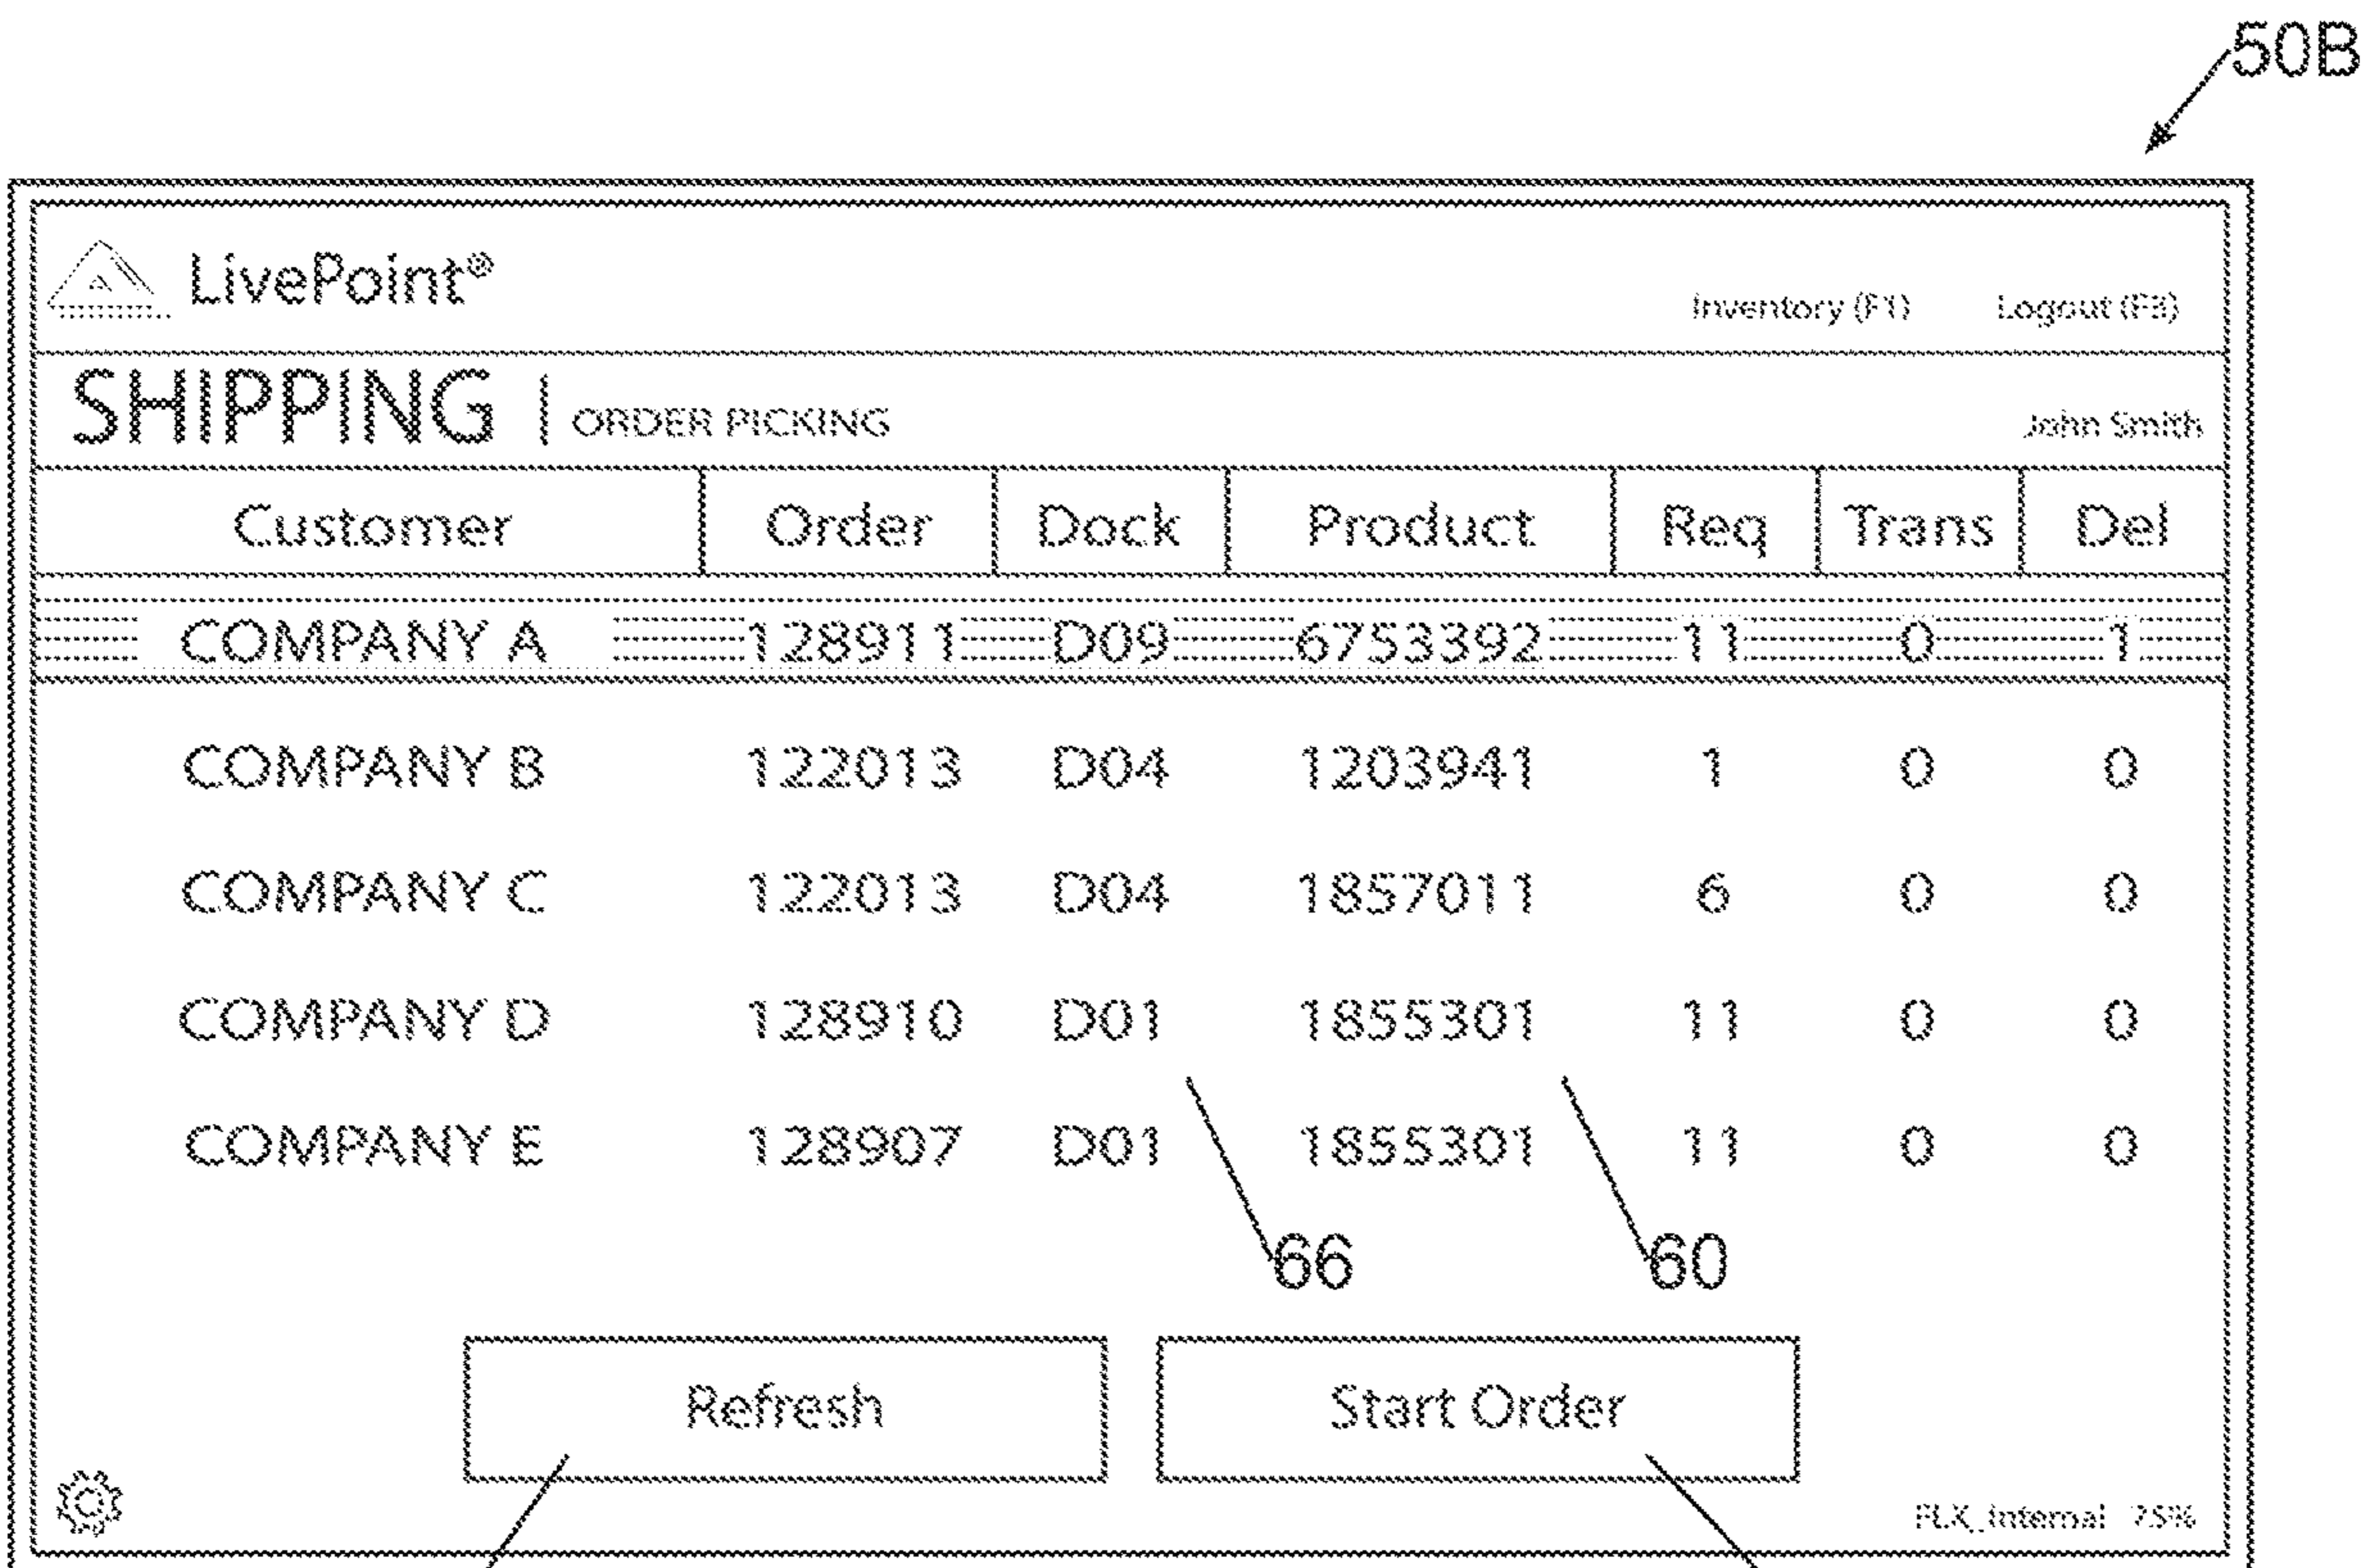 50B
LivePoint®
Inventory (F1) Logout (F3)
SHIPPING | ORDER PICKING John Smith
Customer Order Dock Product Req Trans Del
COMPANY A 128911 D09 6753392 11 0 1
COMPANY B 122013 D04 1203941 1 0 0
COMPANY C 122013 D04 1857011 6 0 0
COMPANY D 128910 D01 1855301 11 0 0
COMPANY E 128907 D01 1855301 11 0 0
66 60
Refresh Start Order
FLX_Internal 75%